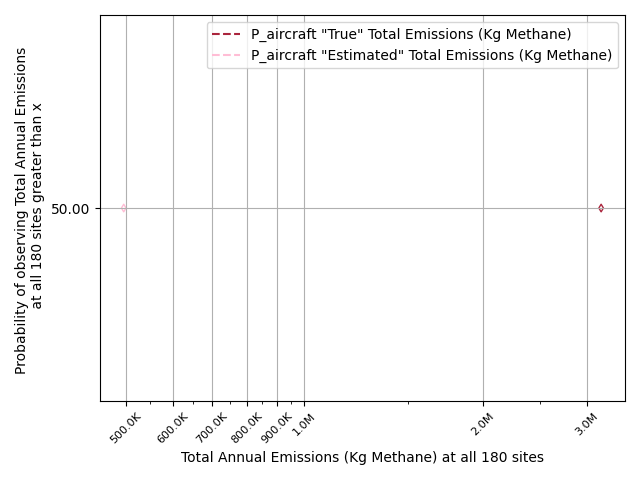 P_aircraft "True" Total Emissions (Kg Methane)
P_aircraft "Estimated" Total Emissions (Kg Methane)
Probability of observing Total Annual Emissions
at all 180 sites greater than x
50.00
500.0K 600.0K 700.0K 800.0K 900.0K 1.0M 2.0M 3.0M
Total Annual Emissions (Kg Methane) at all 180 sites